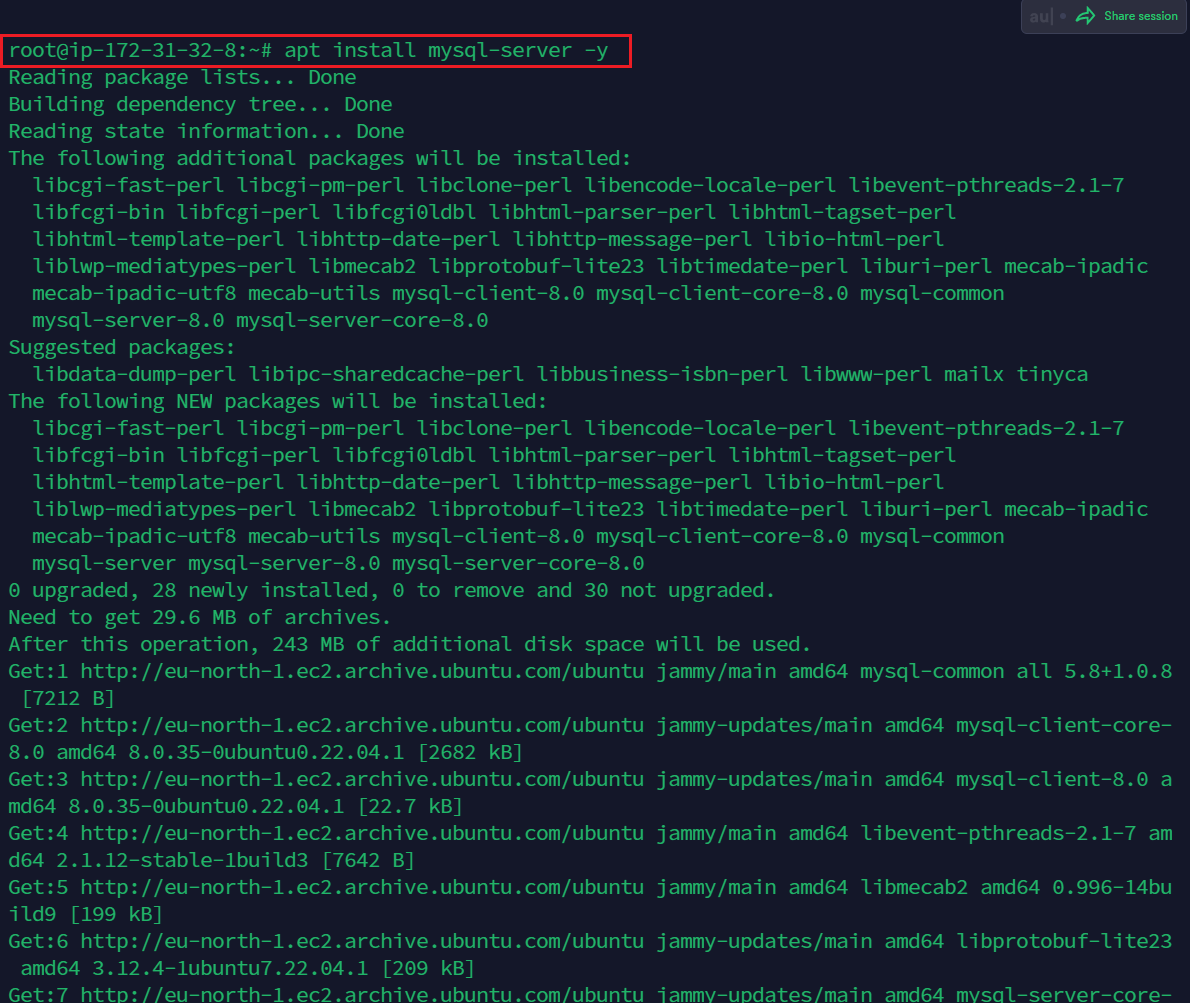 au
Share session
root@ip-172-31-32-8:~# apt install mysql-server -y
Reading package lists... Done
Building dependency tree... Done
Reading state information... Done
The following additional packages will be installed:
  libcgi-fast-perl libcgi-pm-perl libclone-perl libencode-locale-perl libevent-pthreads-2.1-7
  libfcgi-bin libfcgi-perl libfcgi0ldbl libhtml-parser-perl libhtml-tagset-perl
  libhtml-template-perl libhttp-date-perl libhttp-message-perl libio-html-perl
  liblwp-mediatypes-perl libmecab2 libprotobuf-lite23 libtimedate-perl liburi-perl mecab-ipadic
  mecab-ipadic-utf8 mecab-utils mysql-client-8.0 mysql-client-core-8.0 mysql-common
  mysql-server-8.0 mysql-server-core-8.0
Suggested packages:
  libdata-dump-perl libipc-sharedcache-perl libbusiness-isbn-perl libwww-perl mailx tinyca
The following NEW packages will be installed:
  libcgi-fast-perl libcgi-pm-perl libclone-perl libencode-locale-perl libevent-pthreads-2.1-7
  libfcgi-bin libfcgi-perl libfcgi0ldbl libhtml-parser-perl libhtml-tagset-perl
  libhtml-template-perl libhttp-date-perl libhttp-message-perl libio-html-perl
  liblwp-mediatypes-perl libmecab2 libprotobuf-lite23 libtimedate-perl liburi-perl mecab-ipadic
  mecab-ipadic-utf8 mecab-utils mysql-client-8.0 mysql-client-core-8.0 mysql-common
  mysql-server mysql-server-8.0 mysql-server-core-8.0
0 upgraded, 28 newly installed, 0 to remove and 30 not upgraded.
Need to get 29.6 MB of archives.
After this operation, 243 MB of additional disk space will be used.
Get:1 http://eu-north-1.ec2.archive.ubuntu.com/ubuntu jammy/main amd64 mysql-common all 5.8+1.0.8
 [7212 B]
Get:2 http://eu-north-1.ec2.archive.ubuntu.com/ubuntu jammy-updates/main amd64 mysql-client-core-
8.0 amd64 8.0.35-0ubuntu0.22.04.1 [2682 kB]
Get:3 http://eu-north-1.ec2.archive.ubuntu.com/ubuntu jammy-updates/main amd64 mysql-client-8.0 a
md64 8.0.35-0ubuntu0.22.04.1 [22.7 kB]
Get:4 http://eu-north-1.ec2.archive.ubuntu.com/ubuntu jammy/main amd64 libevent-pthreads-2.1-7 am
d64 2.1.12-stable-1build3 [7642 B]
Get:5 http://eu-north-1.ec2.archive.ubuntu.com/ubuntu jammy/main amd64 libmecab2 amd64 0.996-14bu
ild9 [199 kB]
Get:6 http://eu-north-1.ec2.archive.ubuntu.com/ubuntu jammy-updates/main amd64 libprotobuf-lite23
 amd64 3.12.4-1ubuntu7.22.04.1 [209 kB]
Get:7 http://eu-north-1.ec2.archive.ubuntu.com/ubuntu jammy-updates/main amd64 mysql-server-core-